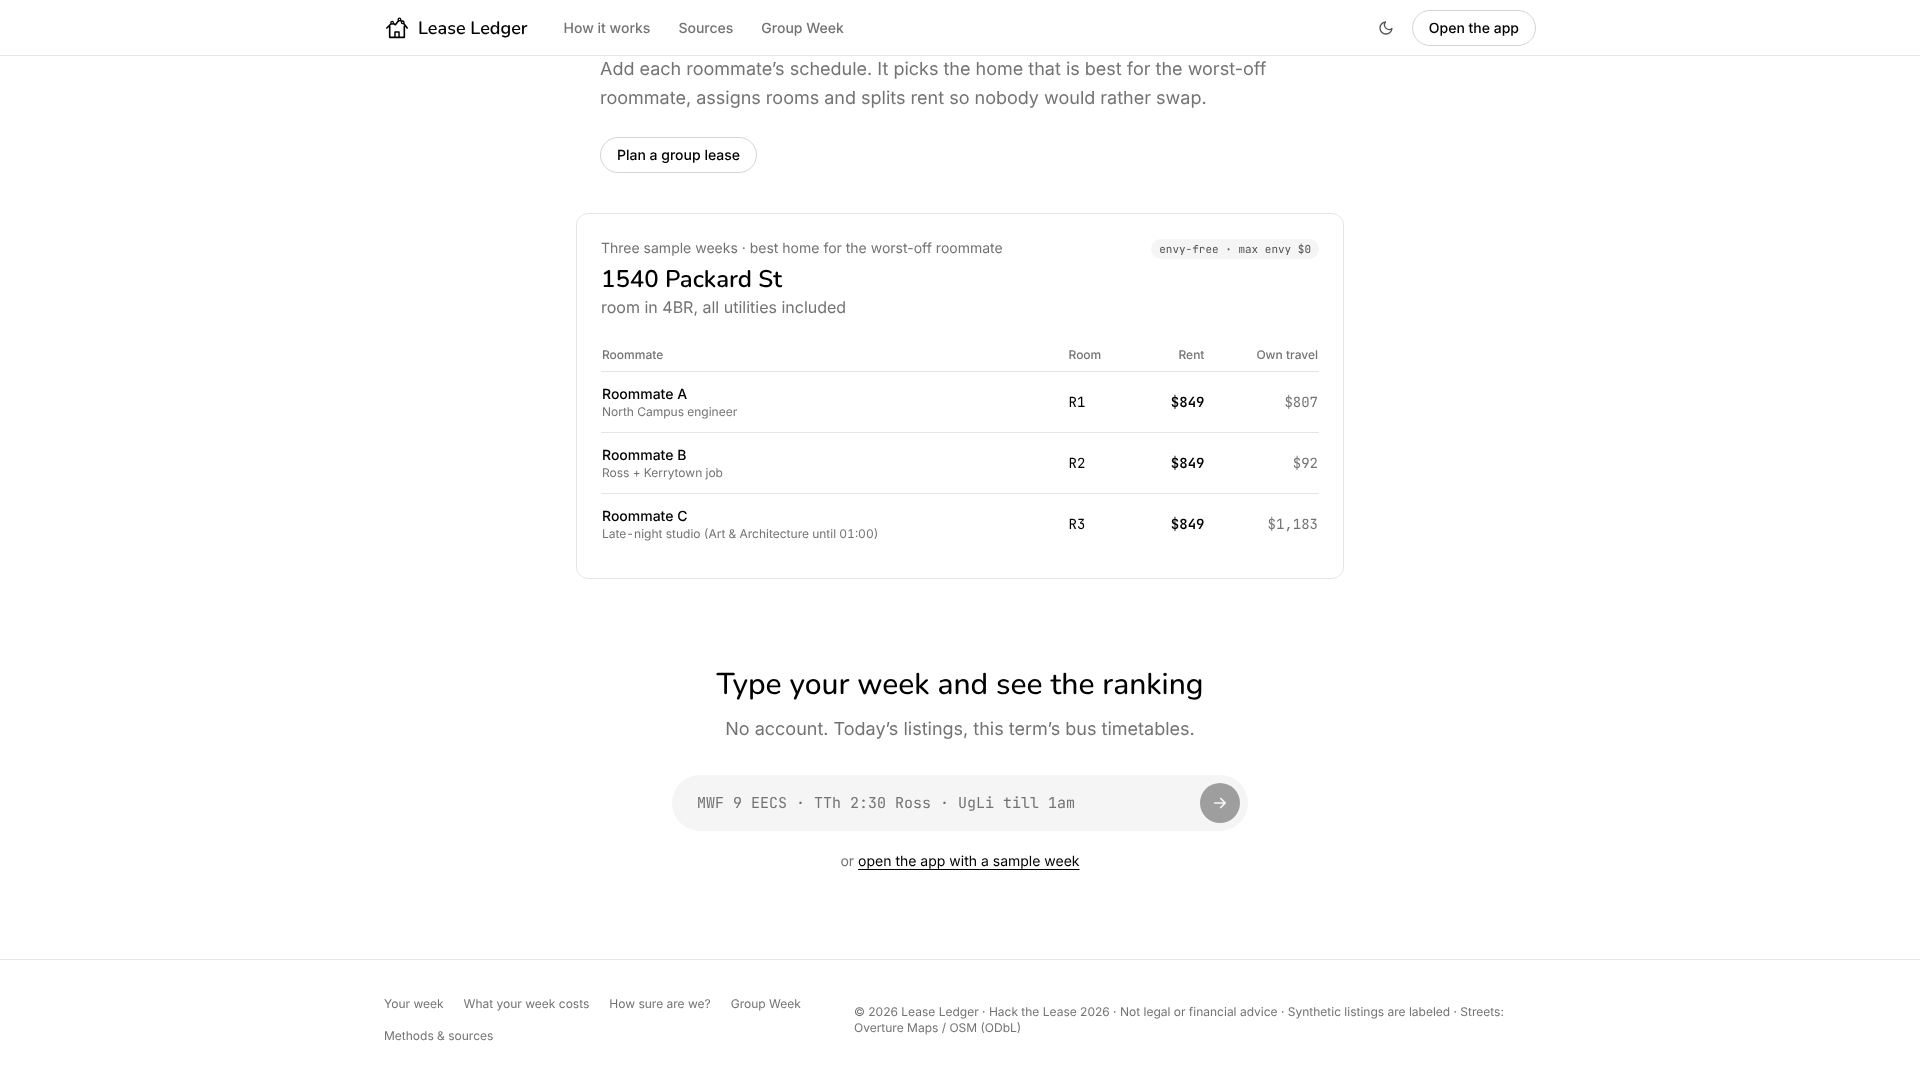 Lease Ledger
How it works
Sources
Group Week
Open the app
Add each roommate’s schedule. It picks the home that is best for the worst-off
roommate, assigns rooms and splits rent so nobody would rather swap.
Plan a group lease
Three sample weeks · best home for the worst-off roommate
envy-free · max envy $0
1540 Packard St
room in 4BR, all utilities included
Roommate Room Rent Own travel
Roommate A
North Campus engineer
R1 $849 $807
Roommate B
Ross + Kerrytown job
R2 $849 $92
Roommate C
Late-night studio (Art & Architecture until 01:00)
R3 $849 $1,183
Type your week and see the ranking
No account. Today’s listings, this term’s bus timetables.
MWF 9 EECS · TTh 2:30 Ross · UgLi till 1am
or open the app with a sample week
Your week
What your week costs
How sure are we?
Group Week
Methods & sources
© 2026 Lease Ledger · Hack the Lease 2026 · Not legal or financial advice · Synthetic listings are labeled · Streets:
Overture Maps / OSM (ODbL)